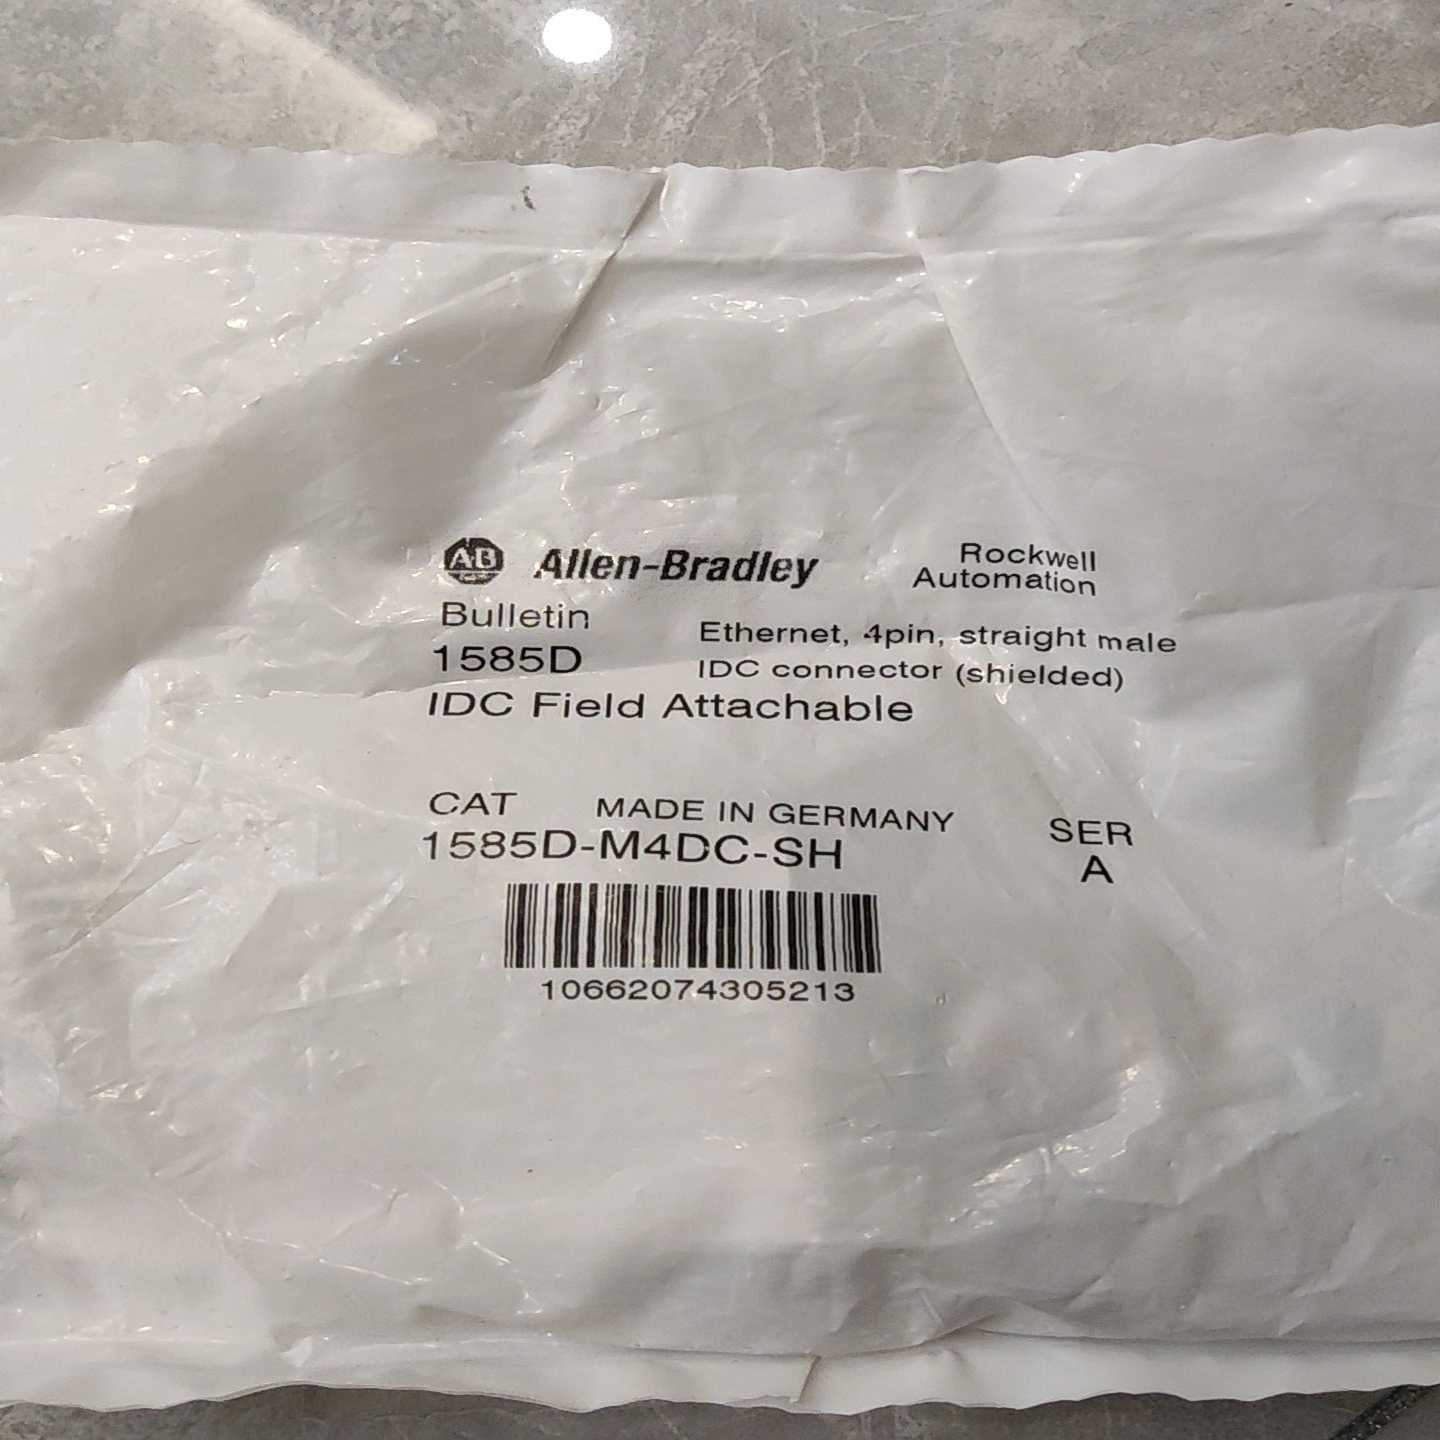 AB Allen-Bradley
Rockwell
Automation
Bulletin
1585D
Ethernet, 4pin, straight male
IDC connector (shielded)
IDC Field Attachable
CAT MADE IN GERMANY
1585D-M4DC-SH
SER
A
10662074305213